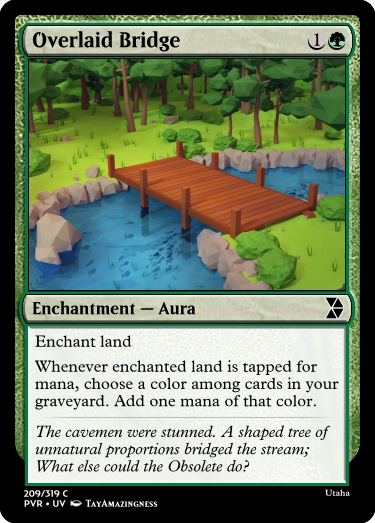 Overlaid Bridge 1
Enchantment — Aura
Enchant land
Whenever enchanted land is tapped for
mana, choose a color among cards in your
graveyard. Add one mana of that color.
The cavemen were stunned. A shaped tree of
unnatural proportions bridged the stream;
What else could the Obsolete do?
209/319 C
Utaha
PVR • UV TayAmazingness